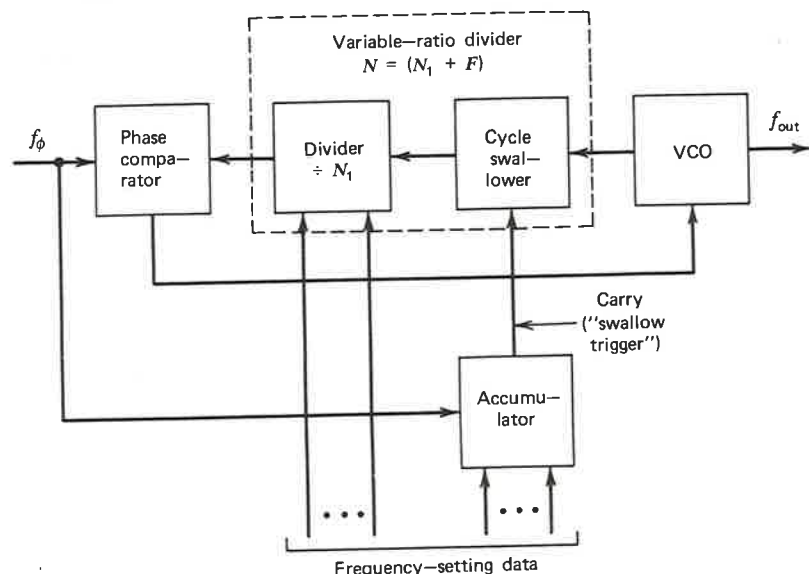 Variable—ratio divider
N = (N₁ + F)
fϕ
Phase
compa—
rator
Divider
÷ N₁
Cycle
swal—
lower
VCO
fout
Carry
("swallow
trigger")
Accumu—
lator
• • •
• • •
Frequency—setting data